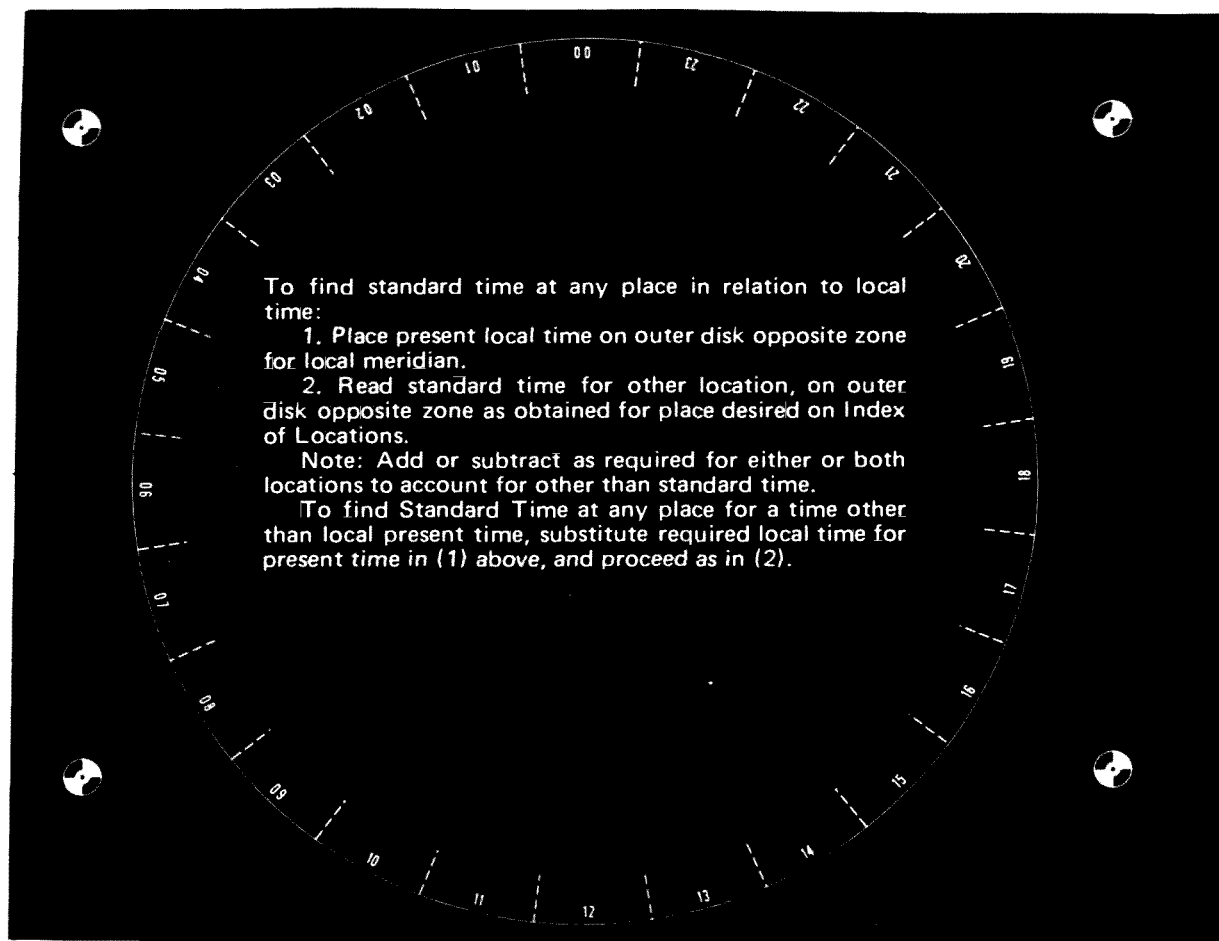 00
23
22
21
20
19
18
17
16
15
14
13
12
11
10
09
08
07
06
05
04
03
02
01
To find standard time at any place in relation to local
time:
1. Place present local time on outer disk opposite zone
for local meridian.
2. Read standard time for other location, on outer
disk opposite zone as obtained for place desired on Index
of Locations.
Note: Add or subtract as required for either or both
locations to account for other than standard time.
To find Standard Time at any place for a time other
than local present time, substitute required local time for
present time in (1) above, and proceed as in (2).